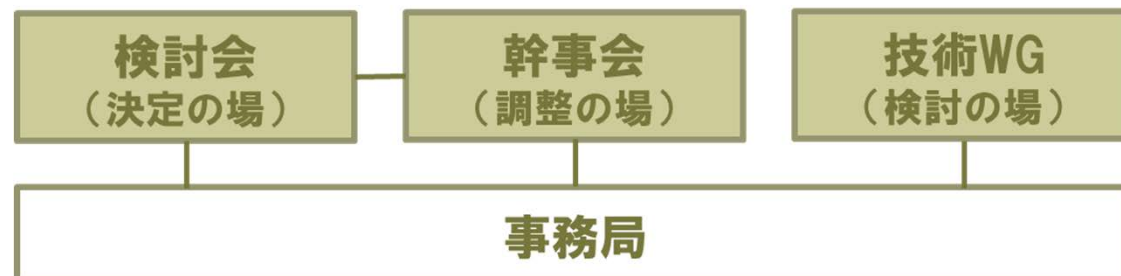 検討会
（決定の場）
幹事会
（調整の場）
技術WG
（検討の場）
事務局